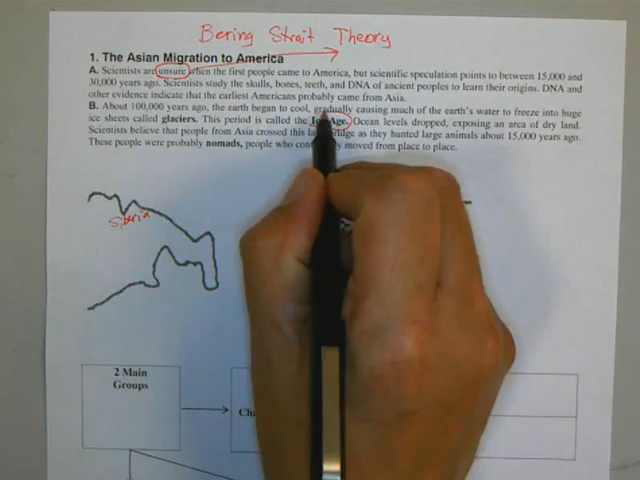 Bering Strait Theory
1. The Asian Migration to America
A. Scientists are unsure when the first people came to America, but scientific speculation points to between 15,000 and
30,000 years ago. Scientists study the skulls, bones, teeth, and DNA of ancient peoples to learn their origins. DNA and
other evidence indicate that the earliest Americans probably came from Asia.
B. About 100,000 years ago, the earth began to cool, gradually causing much of the earth's water to freeze into huge
ice sheets called glaciers. This period is called the Ice Age. Ocean levels dropped, exposing an area of dry land.
Scientists believe that people from Asia crossed this land bridge as they hunted large animals about 15,000 years ago.
These people were probably nomads, people who moved from place to place.
Siberia
2 Main
Groups